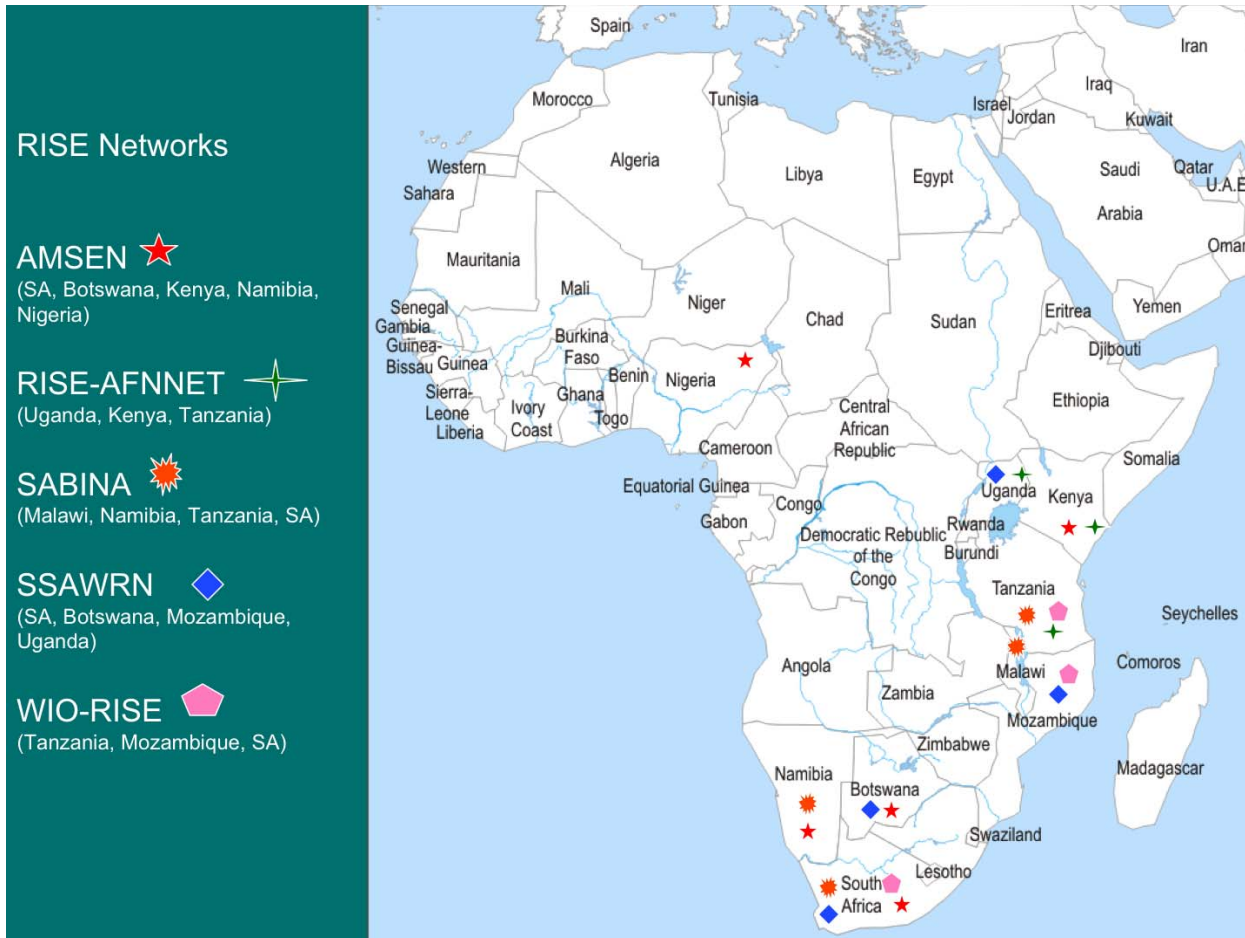 RISE Networks
AMSEN
(SA, Botswana, Kenya, Namibia,
Nigeria)
RISE-AFNNET
(Uganda, Kenya, Tanzania)
SABINA
(Malawi, Namibia, Tanzania, SA)
SSAWRN
(SA, Botswana, Mozambique,
Uganda)
WIO-RISE
(Tanzania, Mozambique, SA)
Spain
Iran
Morocco
Tunisia
Israel
Iraq
Jordan
Kuwait
Western
Sahara
Algeria
Libya
Egypt
Saudi
Arabia
Qatar
U.A.E
Oman
Mauritania
Mali
Niger
Chad
Sudan
Eritrea
Yemen
Senegal
Gambia
Guinea-
Bissau
Guinea
Burkina
Faso
Djibouti
Sierra-
Leone
Liberia
Ivory
Coast
Ghana
Togo
Benin
Nigeria
Ethiopia
Central
African
Republic
Cameroon
Somalia
Equatorial Guinea
Gabon
Congo
Uganda
Kenya
Rwanda
Burundi
Democratic Republic
of the
Congo
Tanzania
Seychelles
Comoros
Angola
Zambia
Malawi
Mozambique
Zimbabwe
Madagascar
Namibia
Botswana
Swaziland
Lesotho
South
Africa